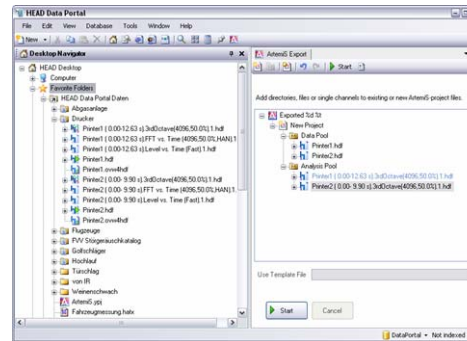 HEAD Data Portal
File Edit View Database Tools Window Help
New
Desktop Navigator
HEAD Desktop
Computer
Favorite Folders
HEAD Data Portal Daten
Abgasanlage
Drucker
Printer1 ( 0.00-12.63 s).3rdOctave(4096,50.0%).1.hdf
Printer1 ( 0.00-12.63 s).FFT vs. Time (4096,50.0%,HAN).1
Printer1 ( 0.00-12.63 s).Level vs. Time (Fast).1.hdf
Printer1.hdf
Printer1.ovw4hdf
Printer2 ( 0.00- 9.90 s).3rdOctave(4096,50.0%).1.hdf
Printer2 ( 0.00- 9.90 s).FFT vs. Time (4096,50.0%,HAN).1
Printer2 ( 0.00- 9.90 s).Level vs. Time (Fast).1.hdf
Printer2.hdf
Printer2.ovw4hdf
Flugzeuge
FVV Störgeräuschkatalog
Golfschläger
Hochlauf
Türschlag
von IR
Weinenschwach
ArtemiS.ypj
Fahrzeugmessung.hatx
ArtemiS Export
Start
Add directories, files or single channels to existing or new ArtemiS project files.
Exported %f %t
New Project
Data Pool
Printer1.hdf
Printer2.hdf
Analysis Pool
Printer1 ( 0.00-12.63 s).3rdOctave(4096,50.0%).1.hdf
Printer2 ( 0.00- 9.90 s).3rdOctave(4096,50.0%).1.hdf
Use Template File
Start Cancel
DataPortal - Not indexed